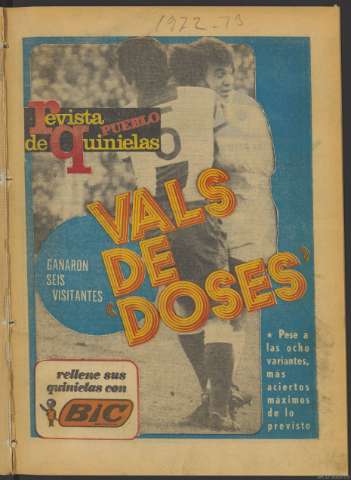 1972-73
revista
PUEBLO
de quinielas
5
VALS
DE
"DOSES"
GANARON
SEIS
VISITANTES
* Pese a
las ocho
variantes,
mas
aciertos
máximos
de lo
previsto
rellene sus
quinielas con
BIC